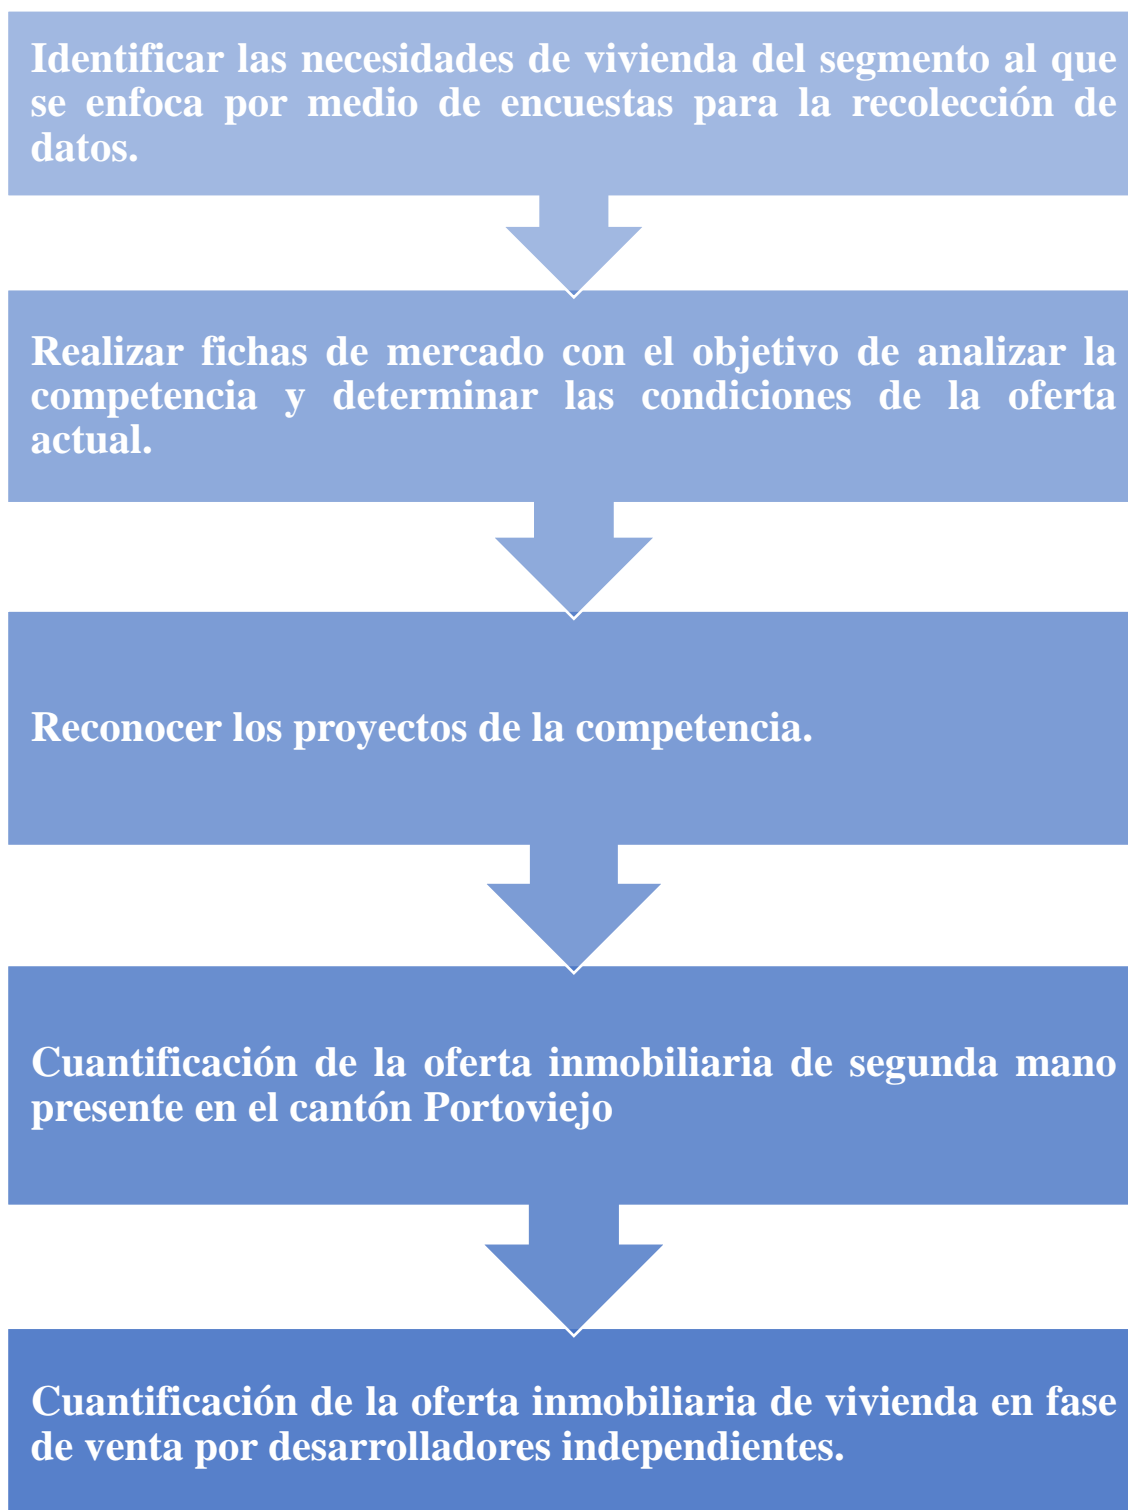 Identificar las necesidades de vivienda del segmento al que
se enfoca por medio de encuestas para la recolección de
datos.
Realizar fichas de mercado con el objetivo de analizar la
competencia y determinar las condiciones de la oferta
actual.
Reconocer los proyectos de la competencia.
Cuantificación de la oferta inmobiliaria de segunda mano
presente en el cantón Portoviejo
Cuantificación de la oferta inmobiliaria de vivienda en fase
de venta por desarrolladores independientes.